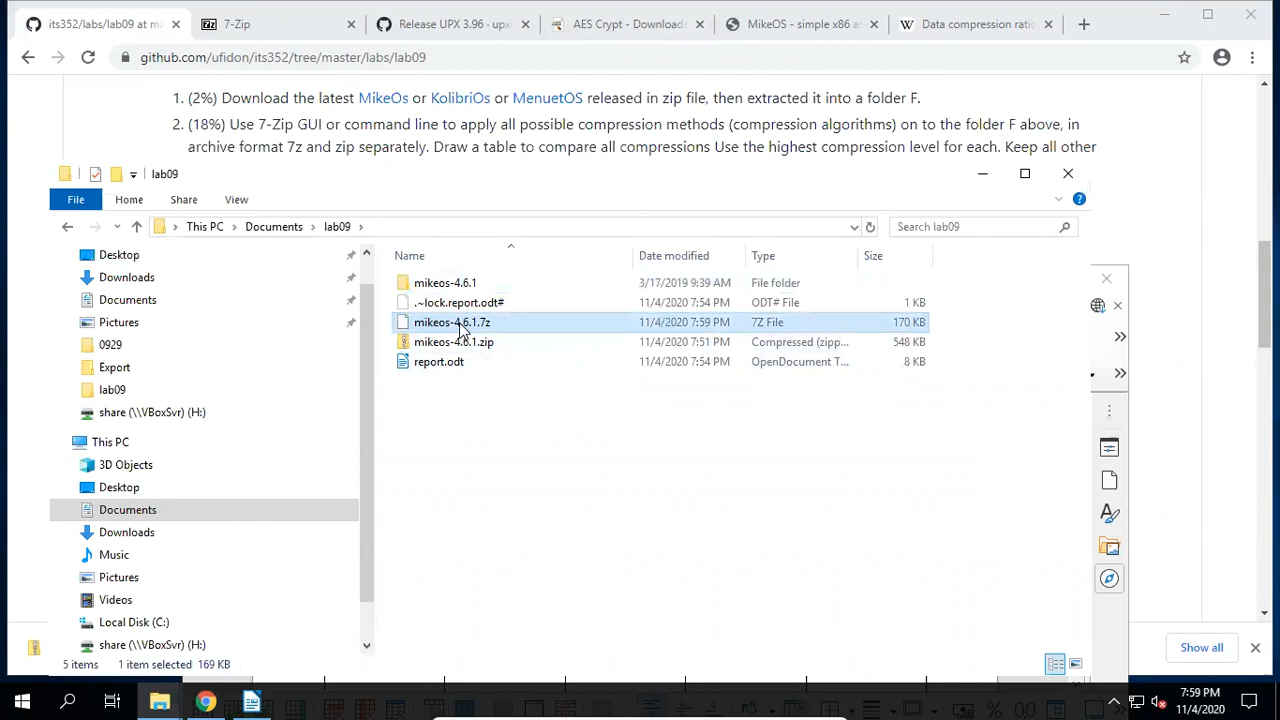 its352/labs/lab09 at ma
7-Zip
Release UPX 3.96 · upx
AES Crypt - Downloads
MikeOS - simple x86 as
Data compression ratio
github.com/ufidon/its352/tree/master/labs/lab09
1. (2%) Download the latest MikeOs or KolibriOs or MenuetOS released in zip file, then extracted it into a folder F.
2. (18%) Use 7-Zip GUI or command line to apply all possible compression methods (compression algorithms) on to the folder F above, in
archive format 7z and zip separately. Draw a table to compare all compressions Use the highest compression level for each. Keep all other
lab09
File Home Share View
This PC Documents lab09
Search lab09
Name Date modified Type Size
Desktop
Downloads
Documents
Pictures
0929
Export
lab09
share (\\VBoxSvr) (H:)
This PC
3D Objects
Desktop
Documents
Downloads
Music
Pictures
Videos
Local Disk (C:)
share (\\VBoxSvr) (H:)
mikeos-4.6.1 3/17/2019 9:39 AM File folder
.~lock.report.odt# 11/4/2020 7:54 PM ODT# File 1 KB
mikeos-4.6.1.7z 11/4/2020 7:59 PM 7Z File 170 KB
mikeos-4.6.1.zip 11/4/2020 7:51 PM Compressed (zipp... 548 KB
report.odt 11/4/2020 7:54 PM OpenDocument T... 8 KB
5 items 1 item selected 169 KB
Show all
7:59 PM
11/4/2020